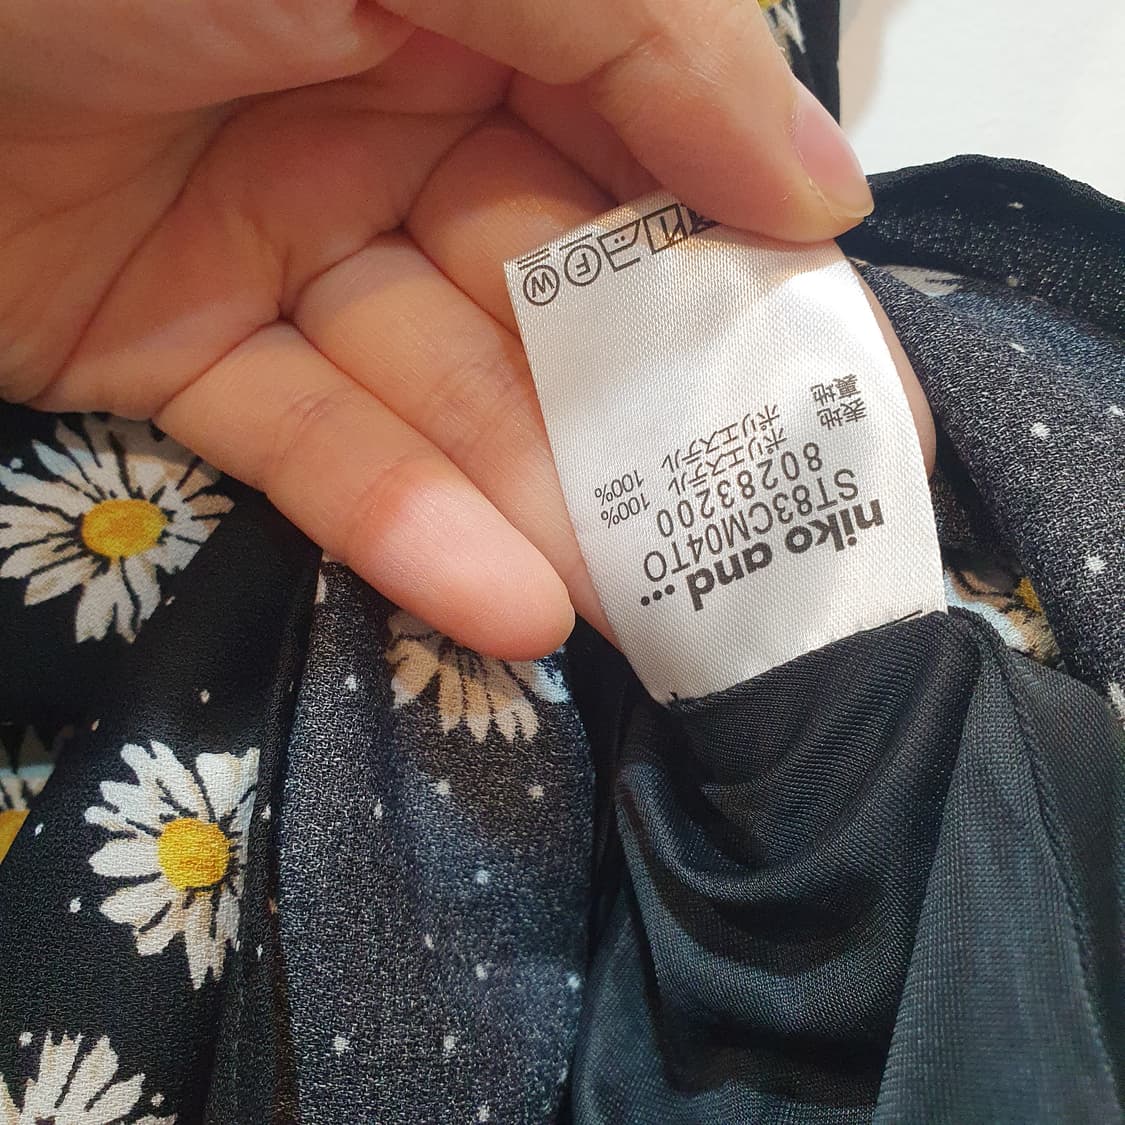 niko and ...
ST83CM04TO
80283200
表地 ポリエステル 100%
裏地 ポリエステル 100%
F
W